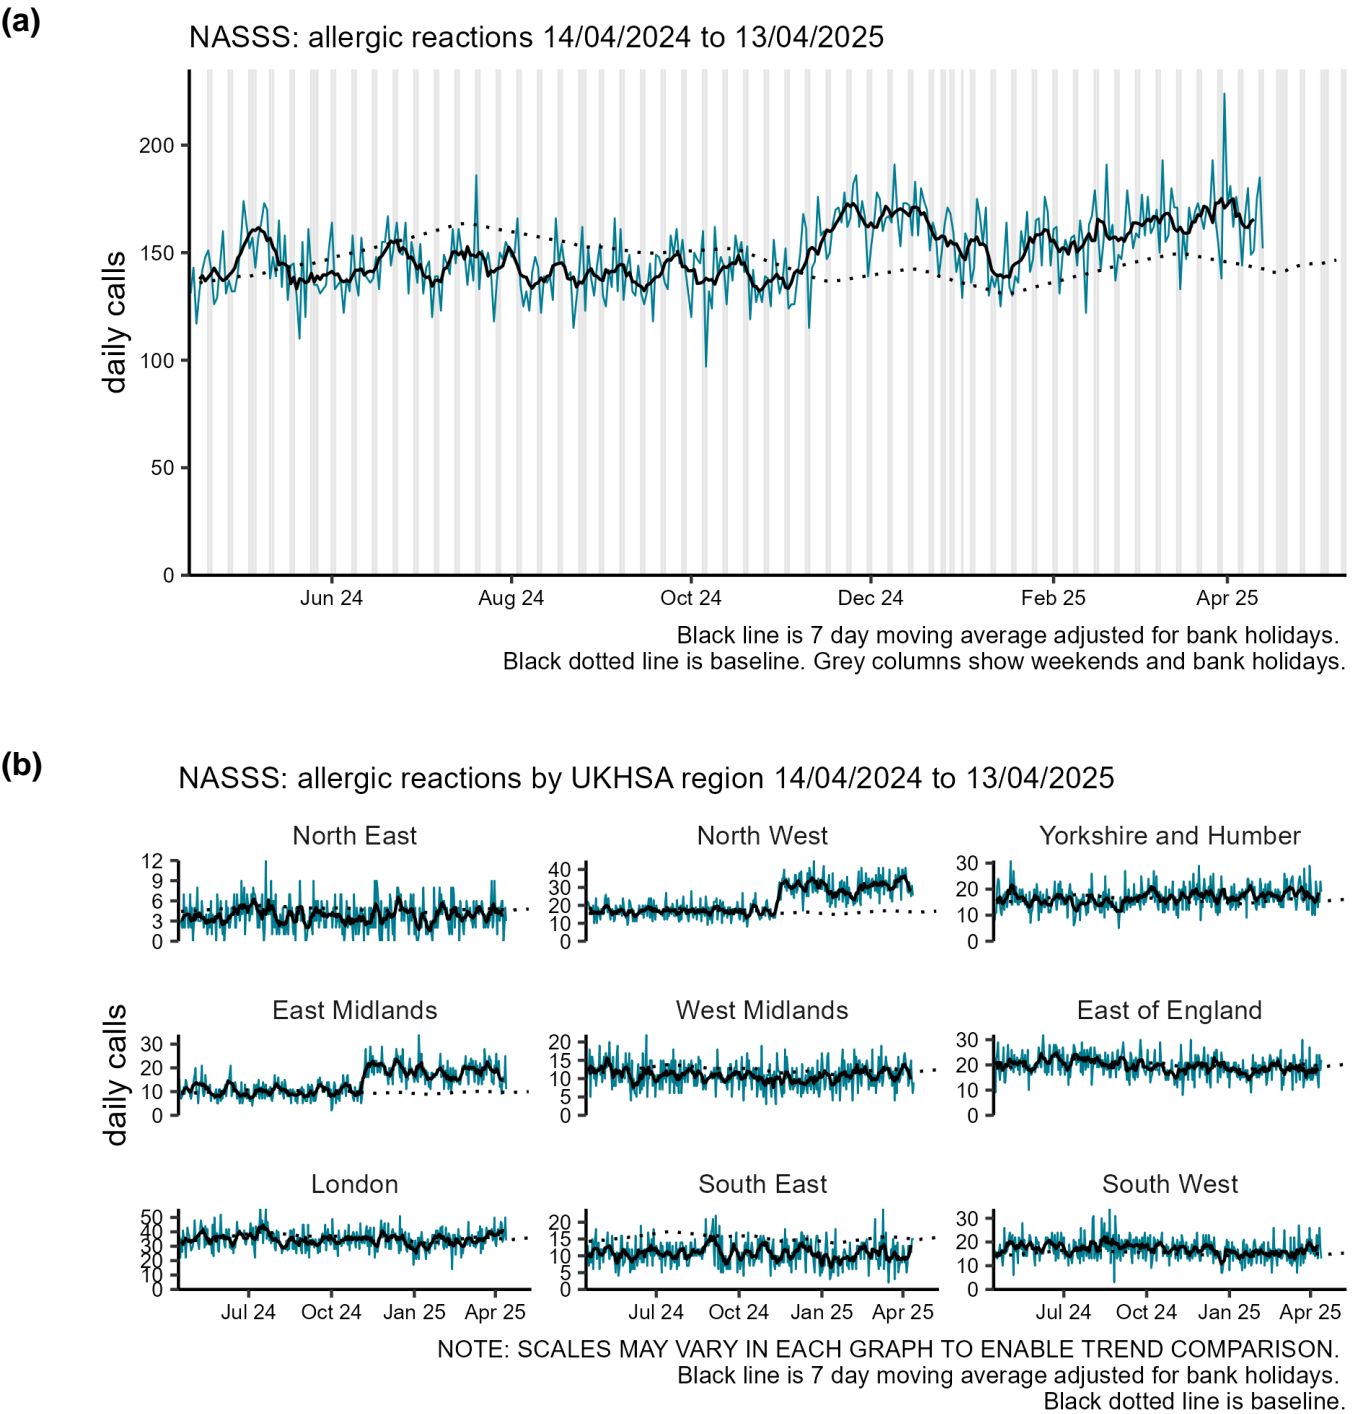 (a)
NASSS: allergic reactions 14/04/2024 to 13/04/2025
daily calls
200
150
100
50
0
Jun 24
Aug 24
Oct 24
Dec 24
Feb 25
Apr 25
Black line is 7 day moving average adjusted for bank holidays.
Black dotted line is baseline. Grey columns show weekends and bank holidays.
(b)
NASSS: allergic reactions by UKHSA region 14/04/2024 to 13/04/2025
daily calls
North East
12
9
6
3
0
North West
40
30
20
10
0
Yorkshire and Humber
30
20
10
0
East Midlands
30
20
10
0
West Midlands
20
15
10
5
0
East of England
30
20
10
0
London
50
40
30
20
10
0
Jul 24
Oct 24
Jan 25
Apr 25
South East
20
15
10
5
0
Jul 24
Oct 24
Jan 25
Apr 25
South West
30
20
10
0
Jul 24
Oct 24
Jan 25
Apr 25
NOTE: SCALES MAY VARY IN EACH GRAPH TO ENABLE TREND COMPARISON.
Black line is 7 day moving average adjusted for bank holidays.
Black dotted line is baseline.